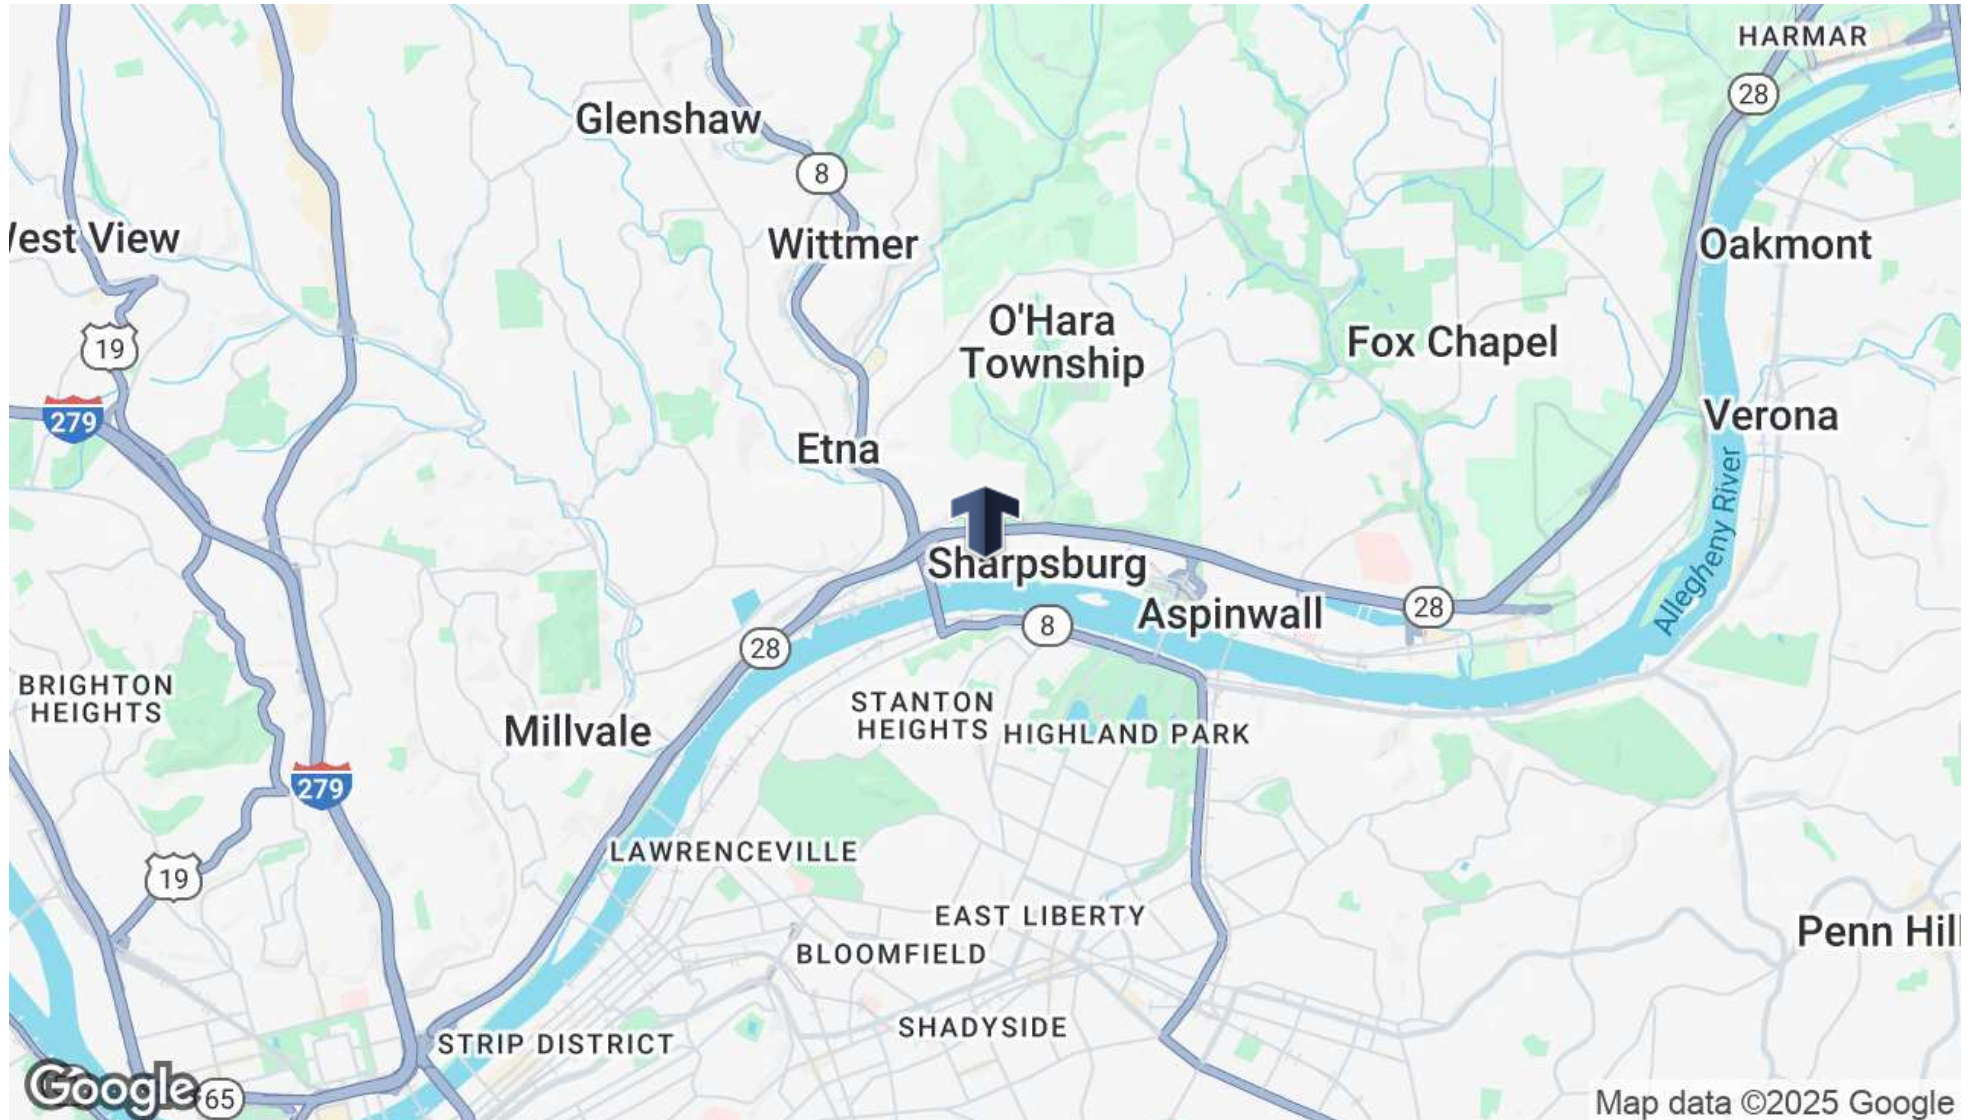 HARMAR
28
Glenshaw
8
West View
Wittmer
Oakmont
O'Hara
Township
19
Fox Chapel
279
Verona
Etna
Allegheny River
Sharpsburg
28
Aspinwall
8
28
BRIGHTON
HEIGHTS
STANTON
HEIGHTS
HIGHLAND PARK
Millvale
279
LAWRENCEVILLE
19
EAST LIBERTY
Penn Hil
BLOOMFIELD
SHADYSIDE
STRIP DISTRICT
Google
65
Map data ©2025 Google